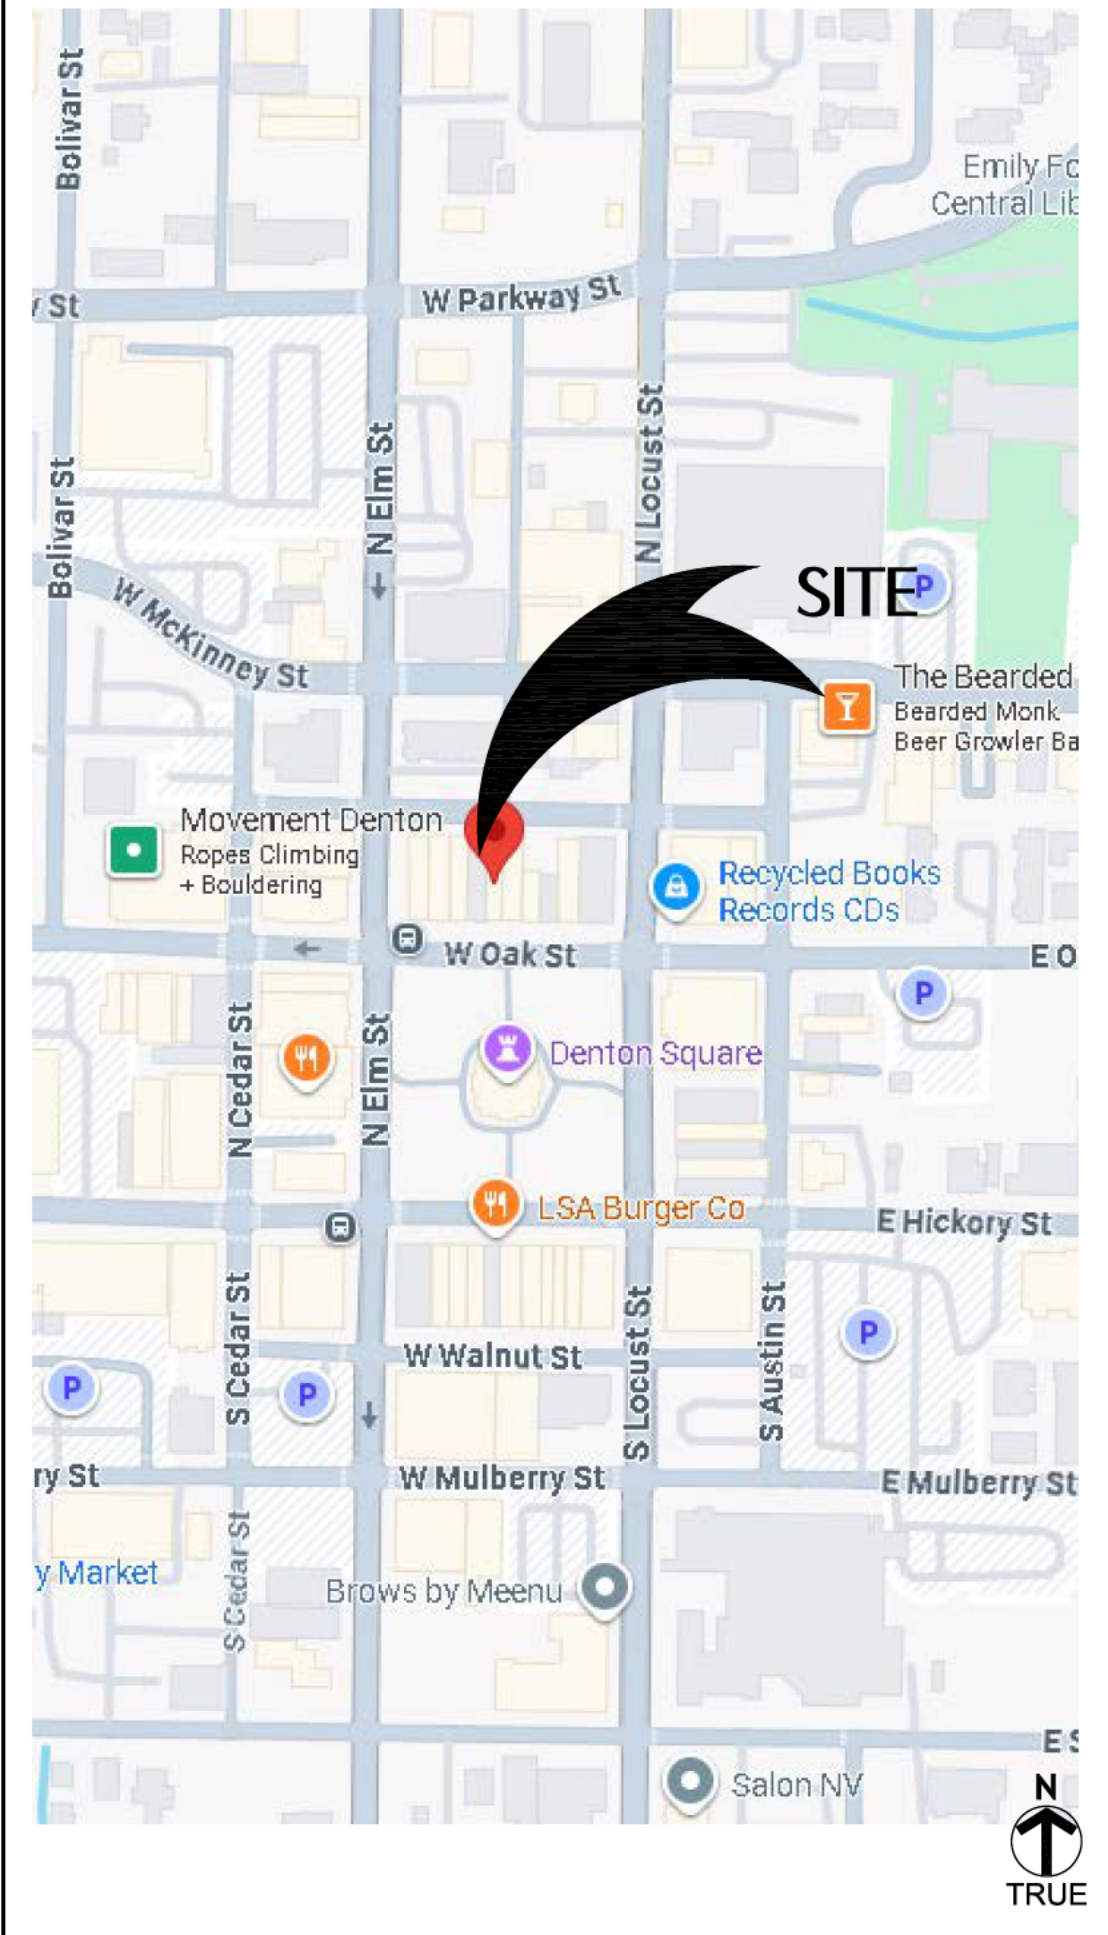 Bolivar St
Emily Fo
Central Lib
y St
W Parkway St
N Locust St
N Elm St
Bolivar St
SITE
P
W McKinney St
The Bearded
Bearded Monk
Beer Growler Ba
Movement Denton
Ropes Climbing
+ Bouldering
Recycled Books
Records CDs
W Oak St
E O
P
N Cedar St
N Elm St
Denton Square
LSA Burger Co
E Hickory St
S Cedar St
S Locust St
S Austin St
P
W Walnut St
P
P
ry St
W Mulberry St
E Mulberry St
y Market
S Cedar St
Brows by Meenu
E S
Salon NV
N
TRUE